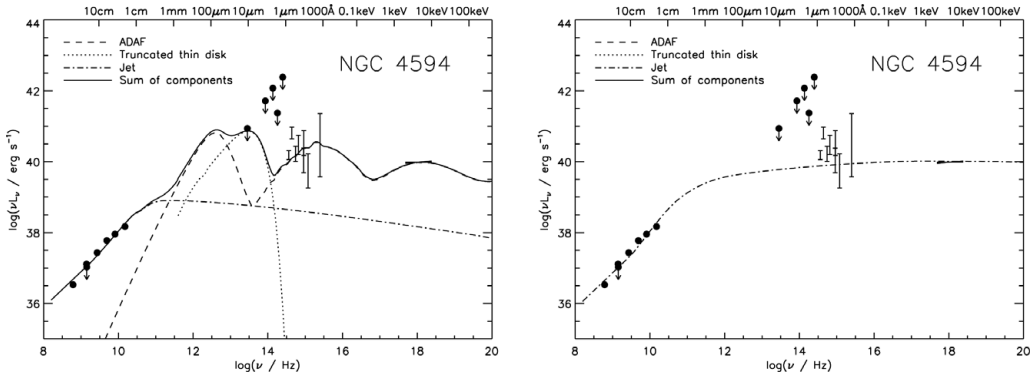 10cm 1cm 1mm 100μm 10μm 1μm 1000Å 0.1keV 10keV 100keV
44
42
40
38
36
log(νLν / erg s⁻¹)
ADAF
Truncated thin disk
Jet
Sum of components
NGC 4594
8 10 12 14 16 18 20
log(ν / Hz)
10cm 1cm 1mm 100μm 10μm 1μm 1000Å 0.1keV 10keV 100keV
44
42
40
38
36
log(νLν / erg s⁻¹)
ADAF
Truncated thin disk
Jet
Sum of components
NGC 4594
8 10 12 14 16 18 20
log(ν / Hz)